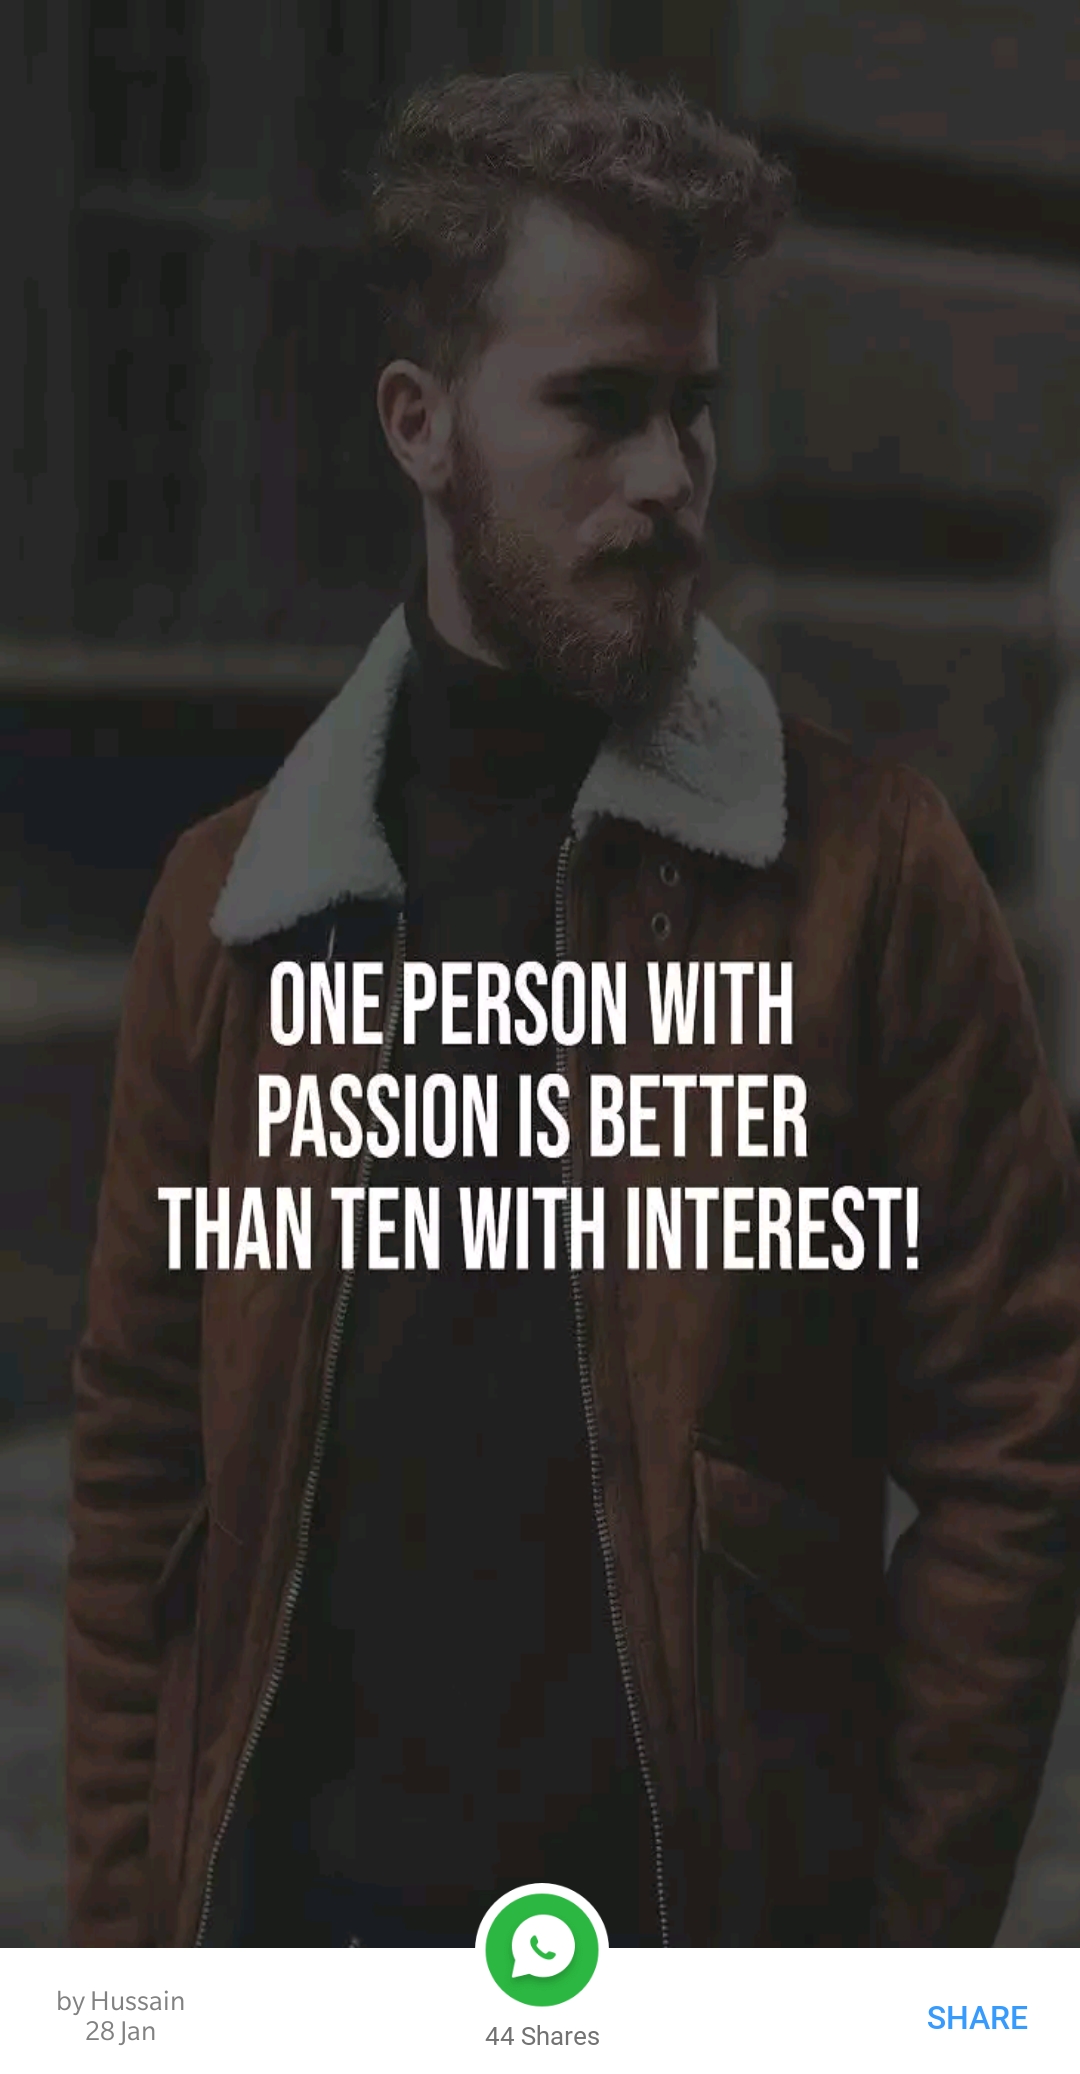 ONE PERSON WITH
PASSION IS BETTER
THAN TEN WITH INTEREST!
by Hussain
28 Jan
44 Shares
SHARE